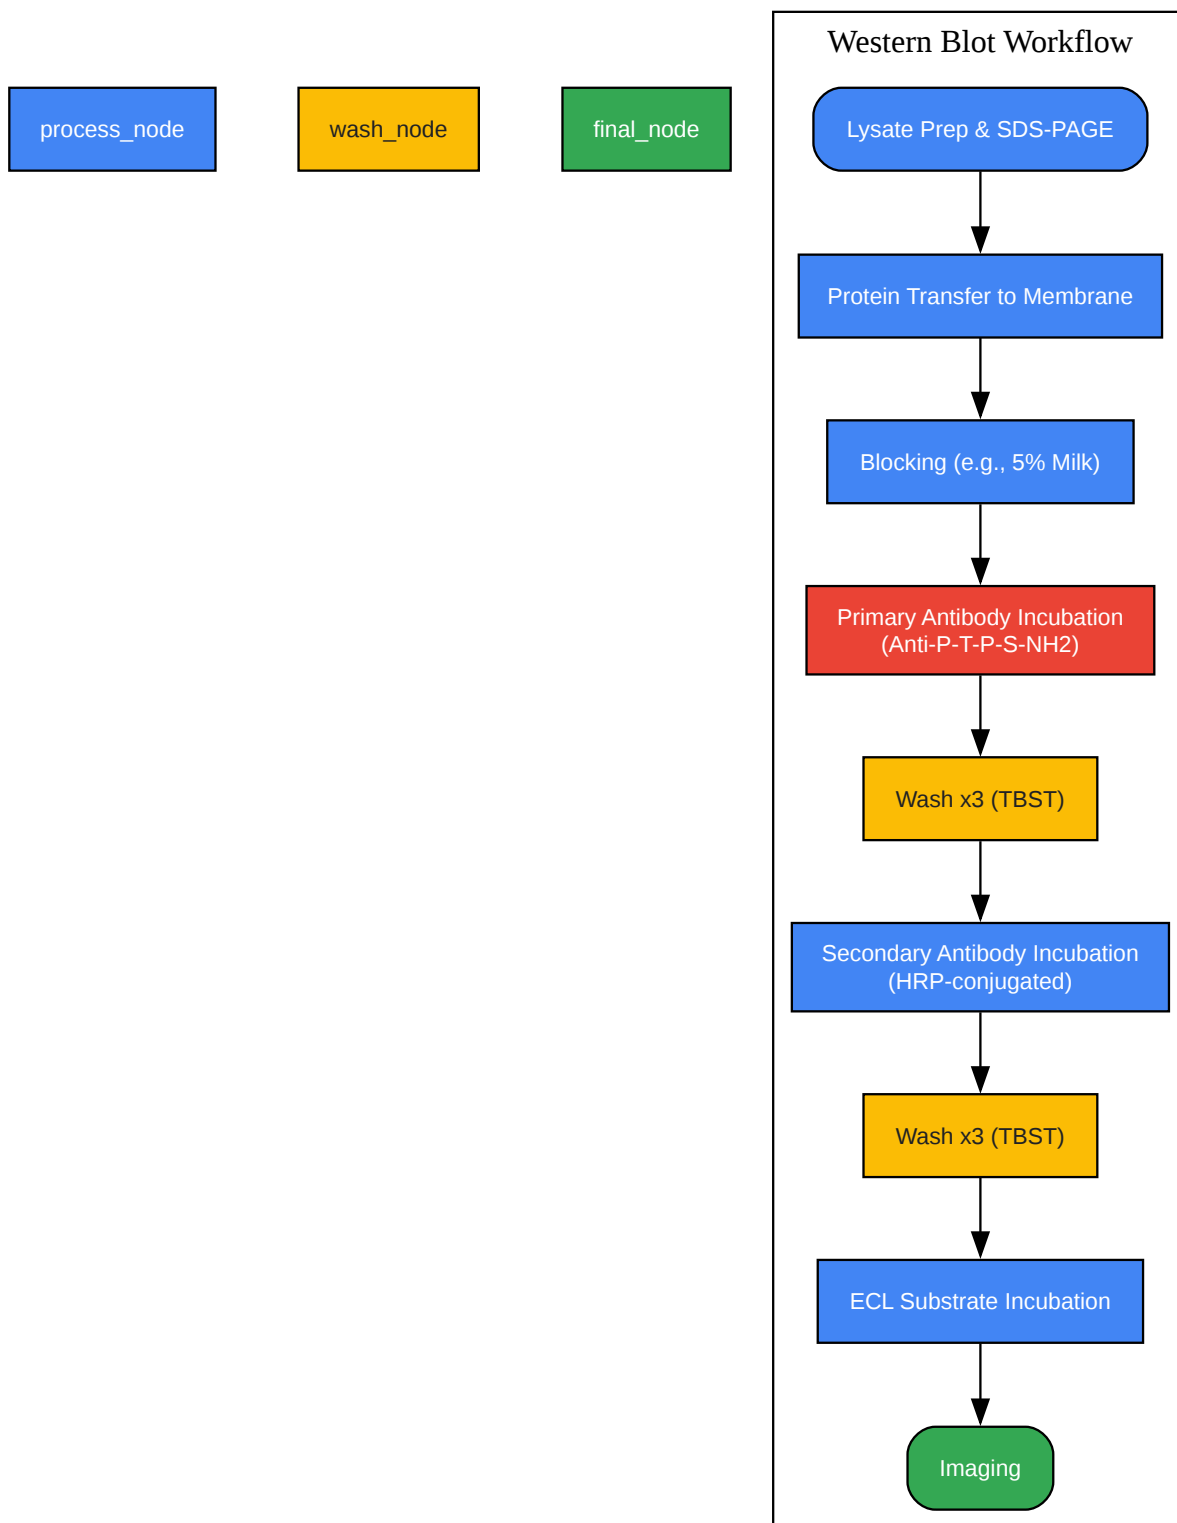 Western Blot Workflow
process_node
wash_node
final_node
Lysate Prep & SDS-PAGE
Protein Transfer to Membrane
Blocking (e.g., 5% Milk)
Primary Antibody Incubation
(Anti-P-T-P-S-NH2)
Wash x3 (TBST)
Secondary Antibody Incubation
(HRP-conjugated)
Wash x3 (TBST)
ECL Substrate Incubation
Imaging